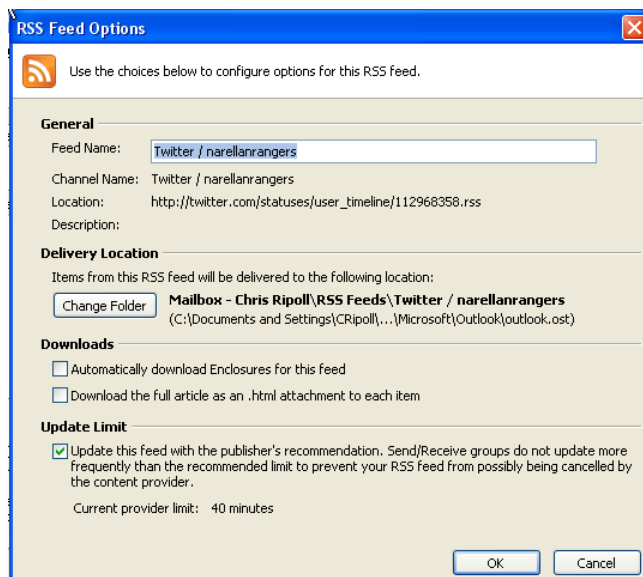 RSS Feed Options
Use the choices below to configure options for this RSS feed.
General
Feed Name: Twitter / narellanrangers
Channel Name: Twitter / narellanrangers
Location: http://twitter.com/statuses/user_timeline/112968358.rss
Description:
Delivery Location
Items from this RSS feed will be delivered to the following location:
Change Folder Mailbox - Chris Ripoll\RSS Feeds\Twitter / narellanrangers
(C:\Documents and Settings\CRipoll\...\Microsoft\Outlook\outlook.ost)
Downloads
Automatically download Enclosures for this feed
Download the full article as an .html attachment to each item
Update Limit
Update this feed with the publisher's recommendation. Send/Receive groups do not update more
frequently than the recommended limit to prevent your RSS feed from possibly being cancelled by
the content provider.
Current provider limit: 40 minutes
OK Cancel